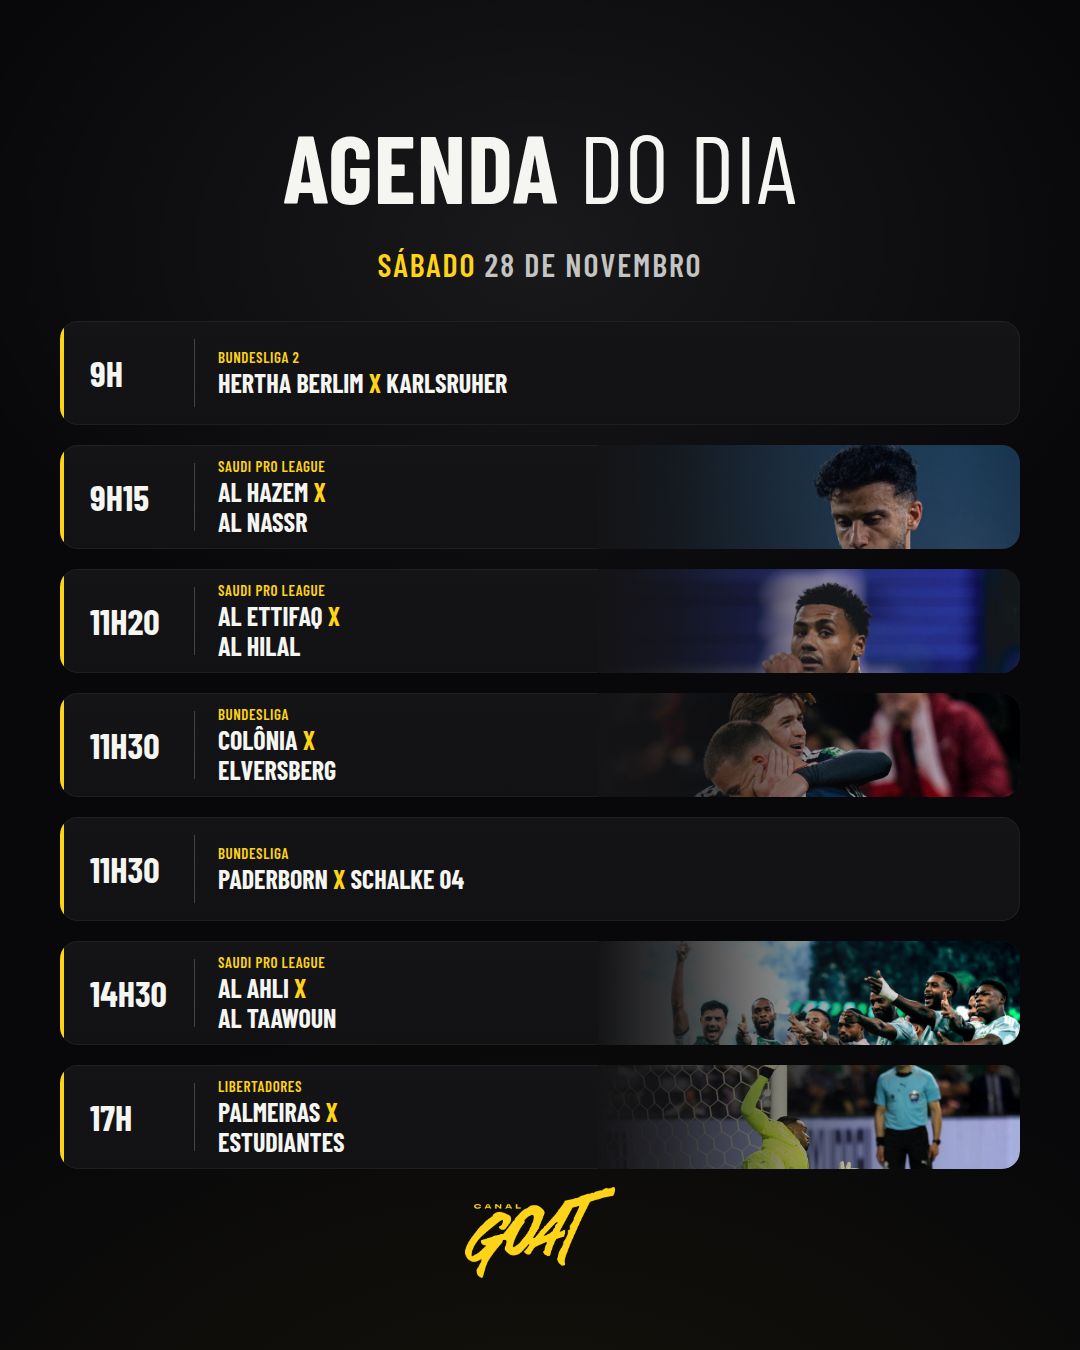 AGENDA DO DIA
SÁBADO 28 DE NOVEMBRO
9H
BUNDESLIGA 2
HERTHA BERLIM X KARLSRUHER
9H15
SAUDI PRO LEAGUE
AL HAZEM X
AL NASSR
11H20
SAUDI PRO LEAGUE
AL ETTIFAQ X
AL HILAL
11H30
BUNDESLIGA
COLÔNIA X
ELVERSBERG
11H30
BUNDESLIGA
PADERBORN X SCHALKE 04
14H30
SAUDI PRO LEAGUE
AL AHLI X
AL TAAWOUN
17H
LIBERTADORES
PALMEIRAS X
ESTUDIANTES
CANAL
GOAT